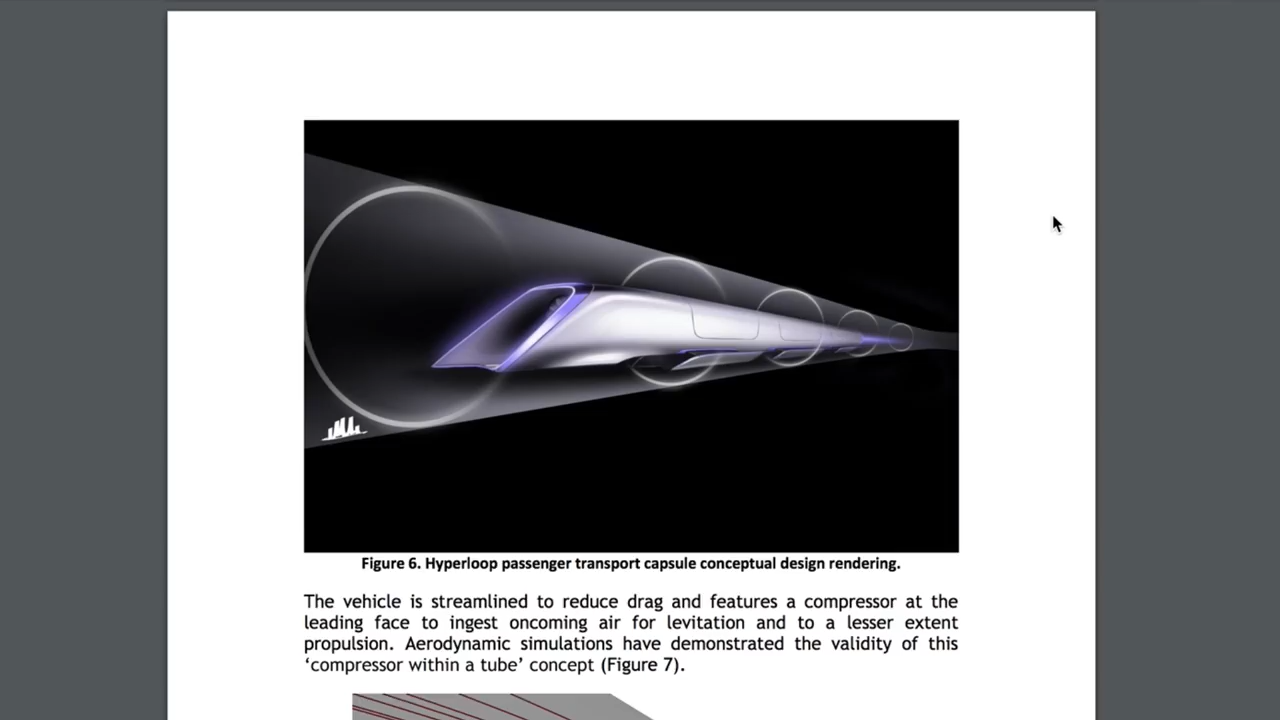 Figure 6. Hyperloop passenger transport capsule conceptual design rendering.
The vehicle is streamlined to reduce drag and features a compressor at the
leading face to ingest oncoming air for levitation and to a lesser extent
propulsion. Aerodynamic simulations have demonstrated the validity of this
‘compressor within a tube’ concept (Figure 7).